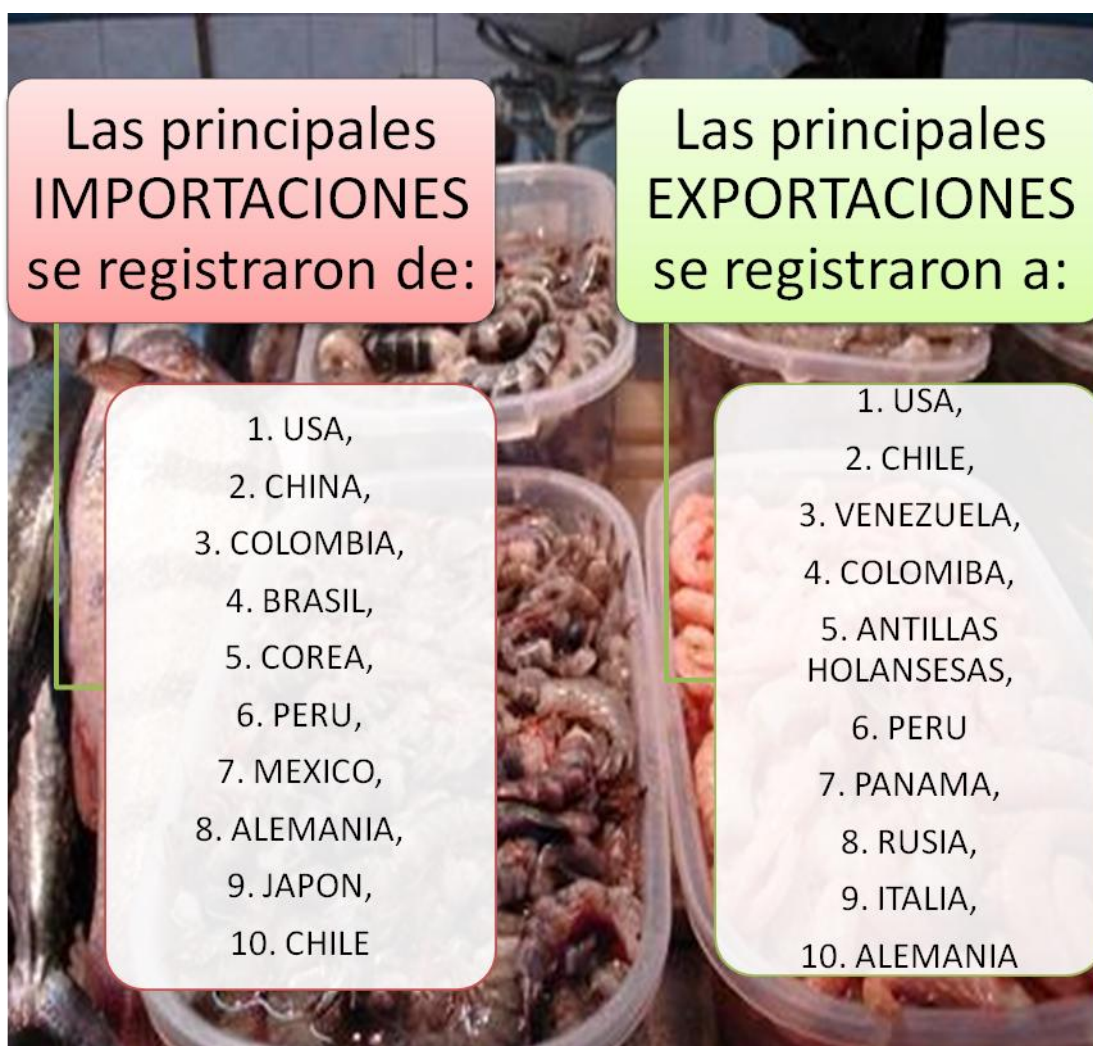 Las principales
IMPORTACIONES
se registraron de:
1. USA,
2. CHINA,
3. COLOMBIA,
4. BRASIL,
5. COREA,
6. PERU,
7. MEXICO,
8. ALEMANIA,
9. JAPON,
10. CHILE
Las principales
EXPORTACIONES
se registraron a:
1. USA,
2. CHILE,
3. VENEZUELA,
4. COLOMIBA,
5. ANTILLAS
HOLANSESAS,
6. PERU
7. PANAMA,
8. RUSIA,
9. ITALIA,
10. ALEMANIA